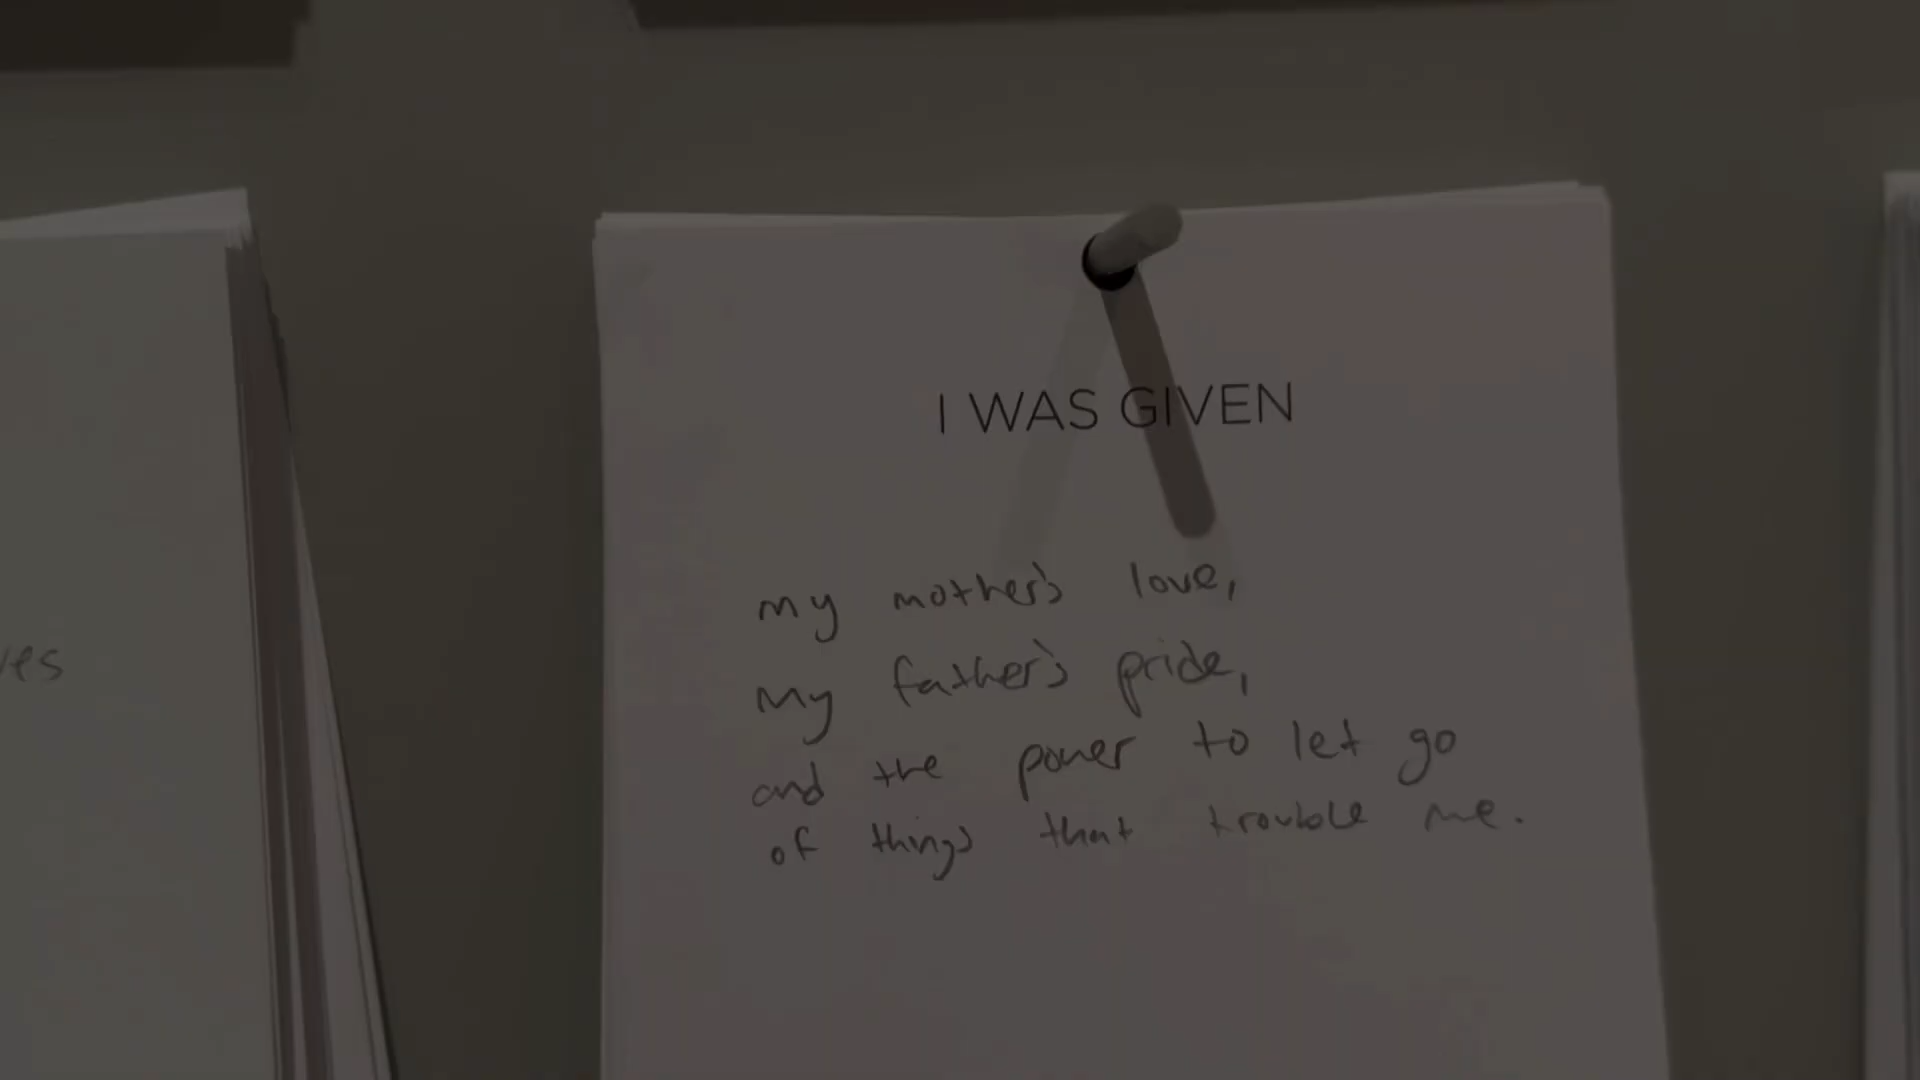 I WAS GIVEN
my mother's love,
my father's pride,
and the power to let go
of things that trouble me.